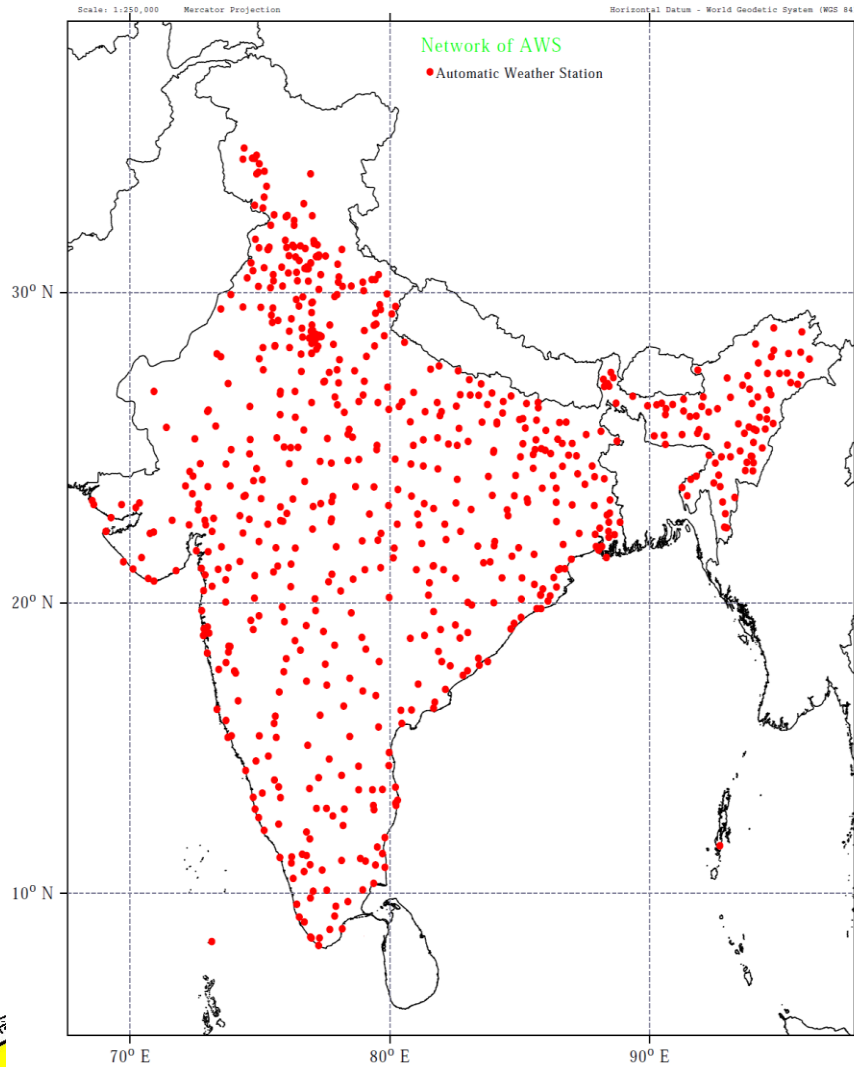 Scale: 1:250,000 Mercator Projection Horizontal Datum - World Geodetic System (WGS 84
Network of AWS
Automatic Weather Station
30° N
20° N
10° N
70° E 80° E 90° E